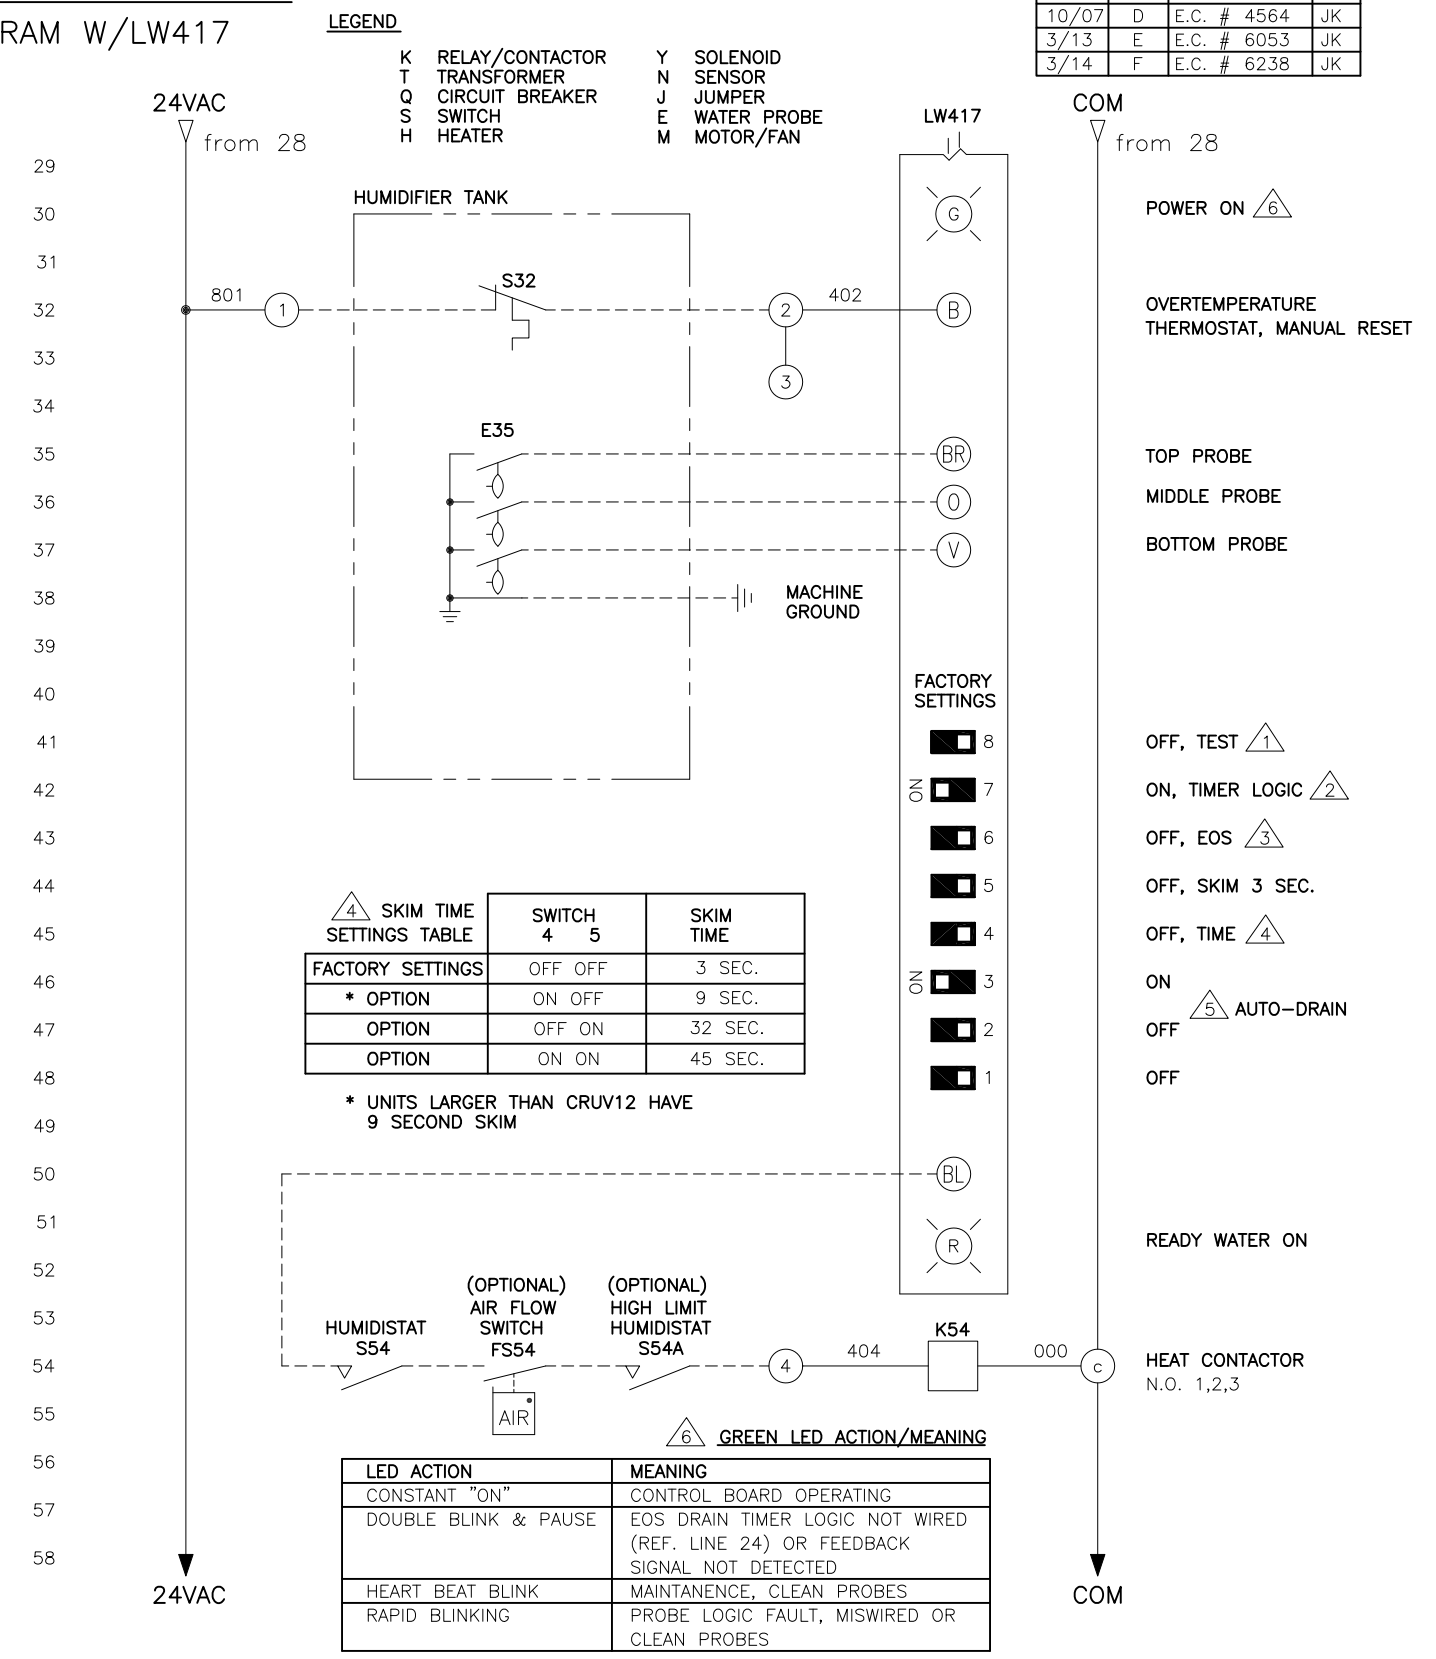 RAM W/LW417
LEGEND
K RELAY/CONTACTOR Y SOLENOID
T TRANSFORMER N SENSOR
Q CIRCUIT BREAKER J JUMPER
S SWITCH E WATER PROBE
H HEATER M MOTOR/FAN
10/07 D E.C. # 4564 JK
3/13 E E.C. # 6053 JK
3/14 F E.C. # 6238 JK
24VAC
from 28
LW417
COM
from 28
29
HUMIDIFIER TANK
30 G POWER ON 6
31
S32
32 801 1 2 402 B OVERTEMPERATURE
THERMOSTAT, MANUAL RESET
33
3
34
E35
35 BR TOP PROBE
36 O MIDDLE PROBE
37 V BOTTOM PROBE
38 MACHINE
GROUND
39
40 FACTORY
SETTINGS
41 8 OFF, TEST 1
42 ON 7 ON, TIMER LOGIC 2
43 6 OFF, EOS 3
44 5 OFF, SKIM 3 SEC.
45 4 OFF, TIME 4
46 ON 3 ON
5 AUTO-DRAIN
47 2 OFF
48 1 OFF
4 SKIM TIME
SETTINGS TABLE
SWITCH
4 5
SKIM
TIME
FACTORY SETTINGS OFF OFF 3 SEC.
* OPTION ON OFF 9 SEC.
OPTION OFF ON 32 SEC.
OPTION ON ON 45 SEC.
* UNITS LARGER THAN CRUV12 HAVE
9 SECOND SKIM
49
50 BL
51 R READY WATER ON
52
53
HUMIDISTAT
S54
(OPTIONAL)
AIR FLOW
SWITCH
FS54
(OPTIONAL)
HIGH LIMIT
HUMIDISTAT
S54A
K54
54 4 404 000 c HEAT CONTACTOR
N.O. 1,2,3
55 AIR
6 GREEN LED ACTION/MEANING
56
57
58
LED ACTION MEANING
CONSTANT "ON" CONTROL BOARD OPERATING
DOUBLE BLINK & PAUSE EOS DRAIN TIMER LOGIC NOT WIRED
(REF. LINE 24) OR FEEDBACK
SIGNAL NOT DETECTED
HEART BEAT BLINK MAINTANENCE, CLEAN PROBES
RAPID BLINKING PROBE LOGIC FAULT, MISWIRED OR
CLEAN PROBES
24VAC
COM